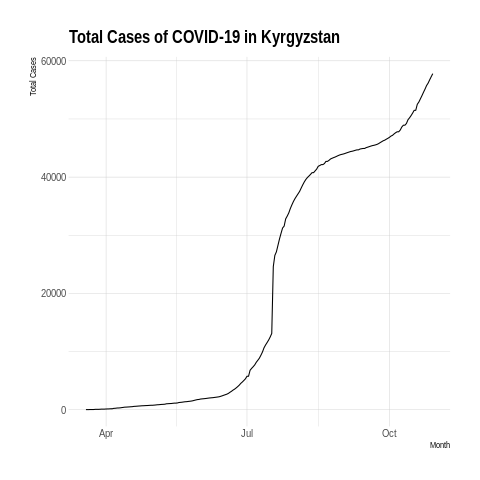 Total Cases of COVID-19 in Kyrgyzstan
Total Cases
60000
40000
20000
0
Apr Jul Oct
Month